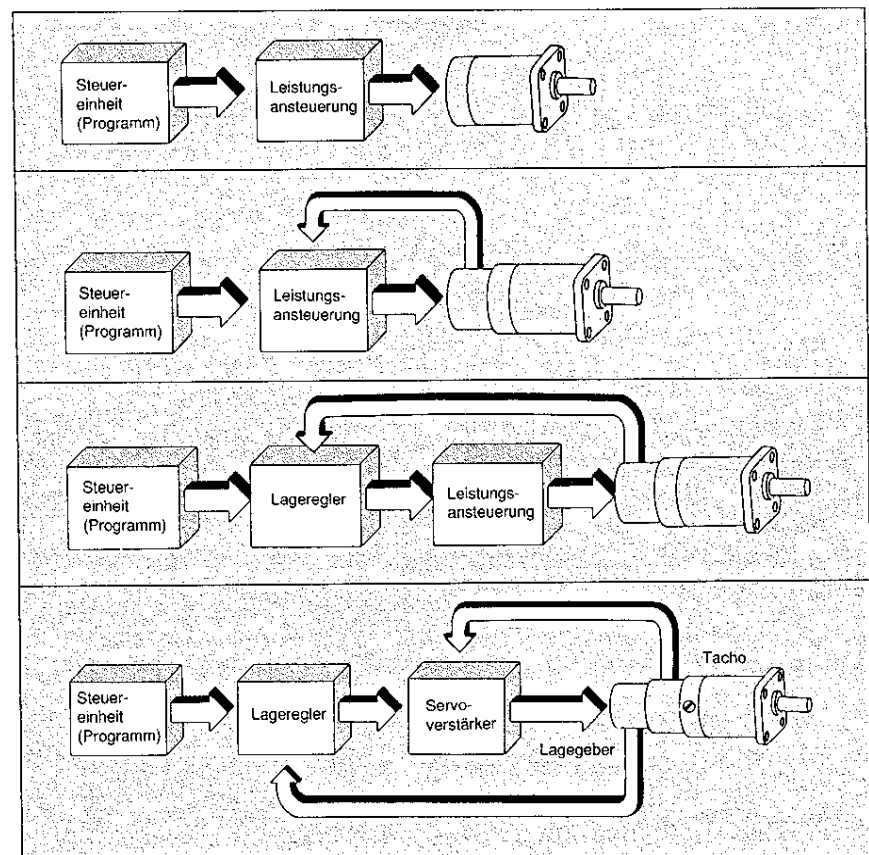 Steuer-
einheit
(Programm)
Leistungs-
ansteuerung
Steuer-
einheit
(Programm)
Leistungs-
ansteuerung
Steuer-
einheit
(Programm)
Lageregler
Leistungs-
ansteuerung
Steuer-
einheit
(Programm)
Lageregler
Servo-
verstärker
Lagegeber
Tacho